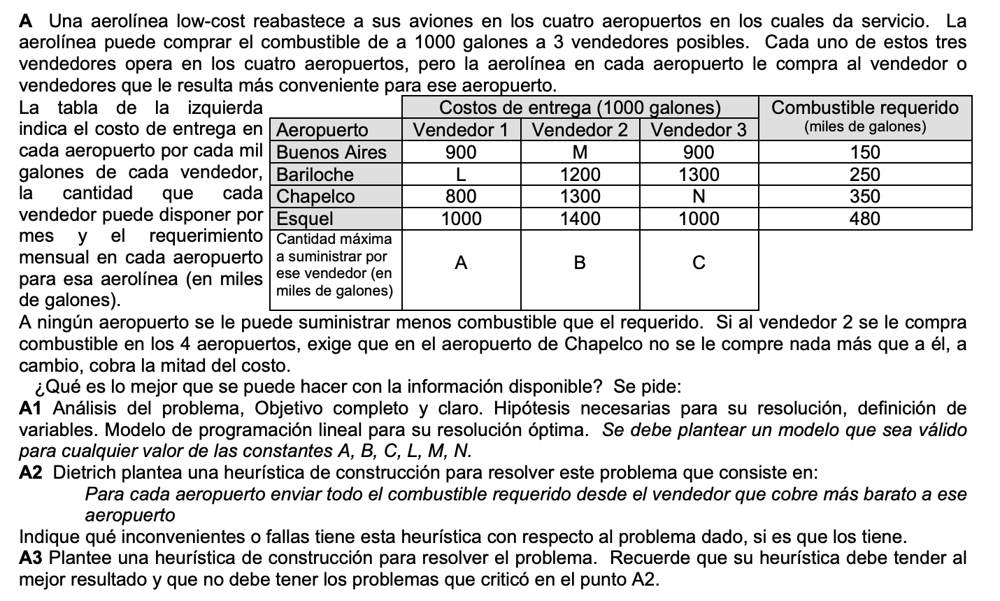 A Una aerolínea low-cost reabastece a sus aviones en los cuatro aeropuertos en los cuales da servicio. La
aerolínea puede comprar el combustible de a 1000 galones a 3 vendedores posibles. Cada uno de estos tres
vendedores opera en los cuatro aeropuertos, pero la aerolínea en cada aeropuerto le compra al vendedor o
vendedores que le resulta más conveniente para ese aeropuerto.
La tabla de la izquierda
indica el costo de entrega en
cada aeropuerto por cada mil
galones de cada vendedor,
la cantidad que cada
vendedor puede disponer por
mes y el requerimiento
mensual en cada aeropuerto
para esa aerolínea (en miles
de galones).
Costos de entrega (1000 galones) Combustible requerido
Aeropuerto Vendedor 1 Vendedor 2 Vendedor 3 (miles de galones)
Buenos Aires 900 M 900 150
Bariloche L 1200 1300 250
Chapelco 800 1300 N 350
Esquel 1000 1400 1000 480
Cantidad máxima
a suministrar por
ese vendedor (en
miles de galones)
A B C
A ningún aeropuerto se le puede suministrar menos combustible que el requerido. Si al vendedor 2 se le compra
combustible en los 4 aeropuertos, exige que en el aeropuerto de Chapelco no se le compre nada más que a él, a
cambio, cobra la mitad del costo.
¿Qué es lo mejor que se puede hacer con la información disponible? Se pide:
A1 Análisis del problema, Objetivo completo y claro. Hipótesis necesarias para su resolución, definición de
variables. Modelo de programación lineal para su resolución óptima. Se debe plantear un modelo que sea válido
para cualquier valor de las constantes A, B, C, L, M, N.
A2 Dietrich plantea una heurística de construcción para resolver este problema que consiste en:
Para cada aeropuerto enviar todo el combustible requerido desde el vendedor que cobre más barato a ese
aeropuerto
Indique qué inconvenientes o fallas tiene esta heurística con respecto al problema dado, si es que los tiene.
A3 Plantee una heurística de construcción para resolver el problema. Recuerde que su heurística debe tender al
mejor resultado y que no debe tener los problemas que criticó en el punto A2.